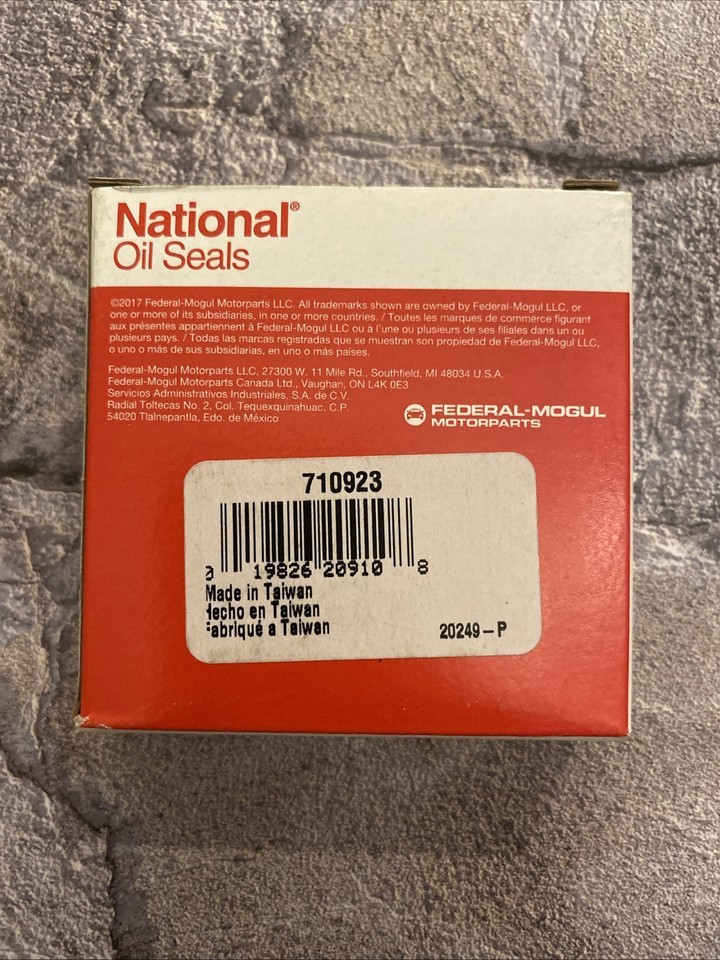 National®
Oil Seals
©2017 Federal-Mogul Motorparts LLC. All trademarks shown are owned by Federal-Mogul LLC, or
one or more of its subsidiaries, in one or more countries. / Toutes les marques de commerce figurant
aux présentes appartiennent à Federal-Mogul LLC ou à l'une ou plusieurs de ses filiales dans un ou
plusieurs pays. / Todas las marcas registradas que se muestran son propiedad de Federal-Mogul LLC,
o uno o más de sus subsidiarias, en uno o más países.
Federal-Mogul Motorparts LLC, 27300 W. 11 Mile Rd., Southfield, MI 48034 U.S.A.
Federal-Mogul Motorparts Canada Ltd., Vaughan, ON L4K 0E3
Servicios Administrativos Industriales, S.A. de C.V.
Radial Toltecas No. 2, Col. Tequexquinahuac, C.P.
54020 Tlalnepantla, Edo. de México
FEDERAL-MOGUL
MOTORPARTS
710923
0 19826 20910 8
Made in Taiwan
Hecho en Taiwan
Fabriqué a Taiwan
20249-P